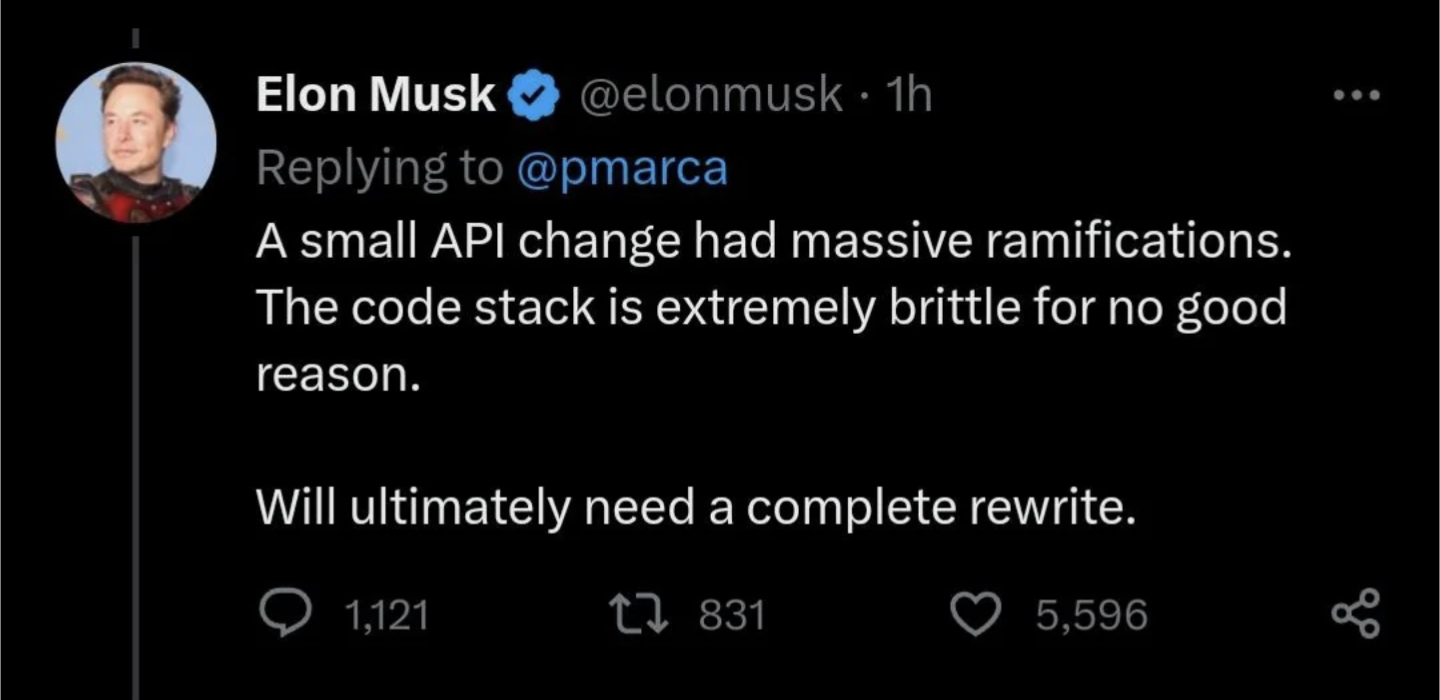 Elon Musk @elonmusk · 1h
Replying to @pmarca
A small API change had massive ramifications.
The code stack is extremely brittle for no good
reason.
Will ultimately need a complete rewrite.
1,121 831 5,596